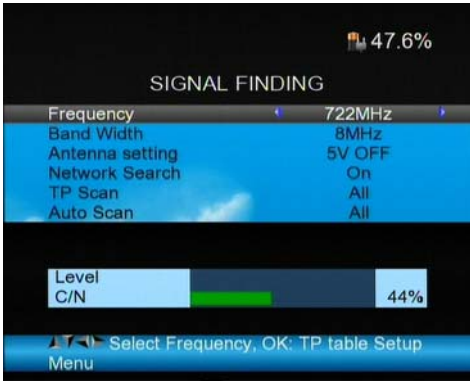 47.6%
SIGNAL FINDING
Frequency 722MHz
Band Width 8MHz
Antenna setting 5V OFF
Network Search On
TP Scan All
Auto Scan All
Level
C/N 44%
Select Frequency, OK: TP table Setup
Menu